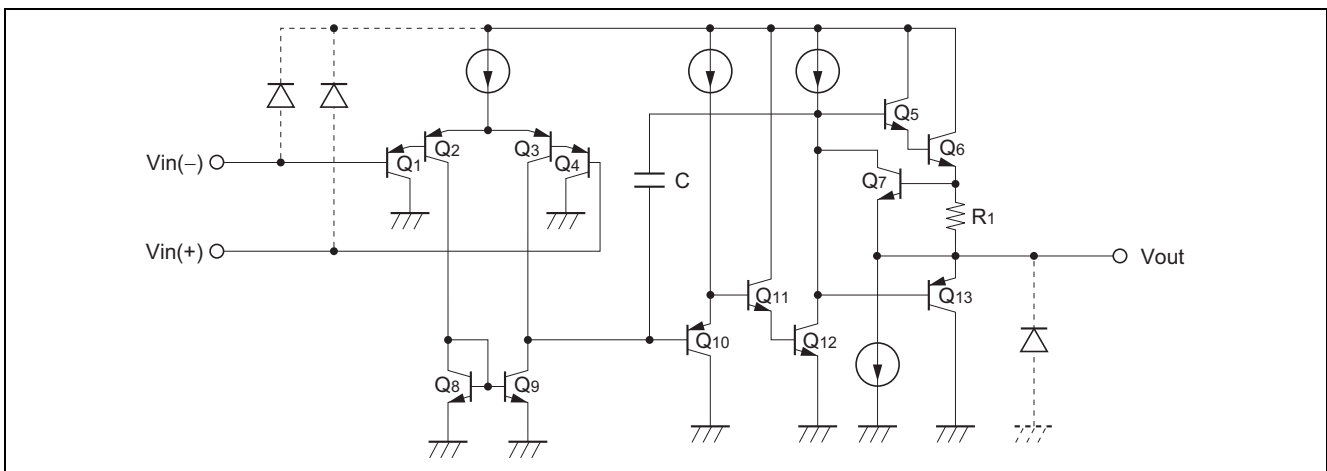 Q5
Q6
Q2
Q3
Vin(−)
Q1
Q4
C
Q7
R1
Vin(+)
Vout
Q11
Q13
Q10
Q12
Q8
Q9